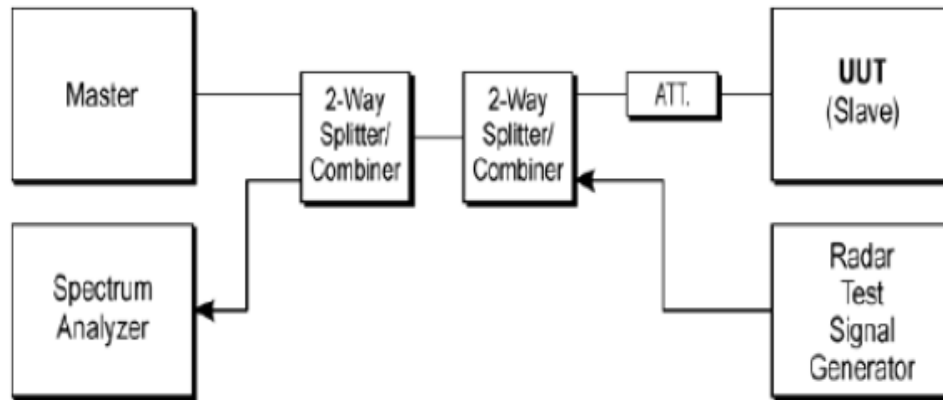 Master
2-Way
Splitter/
Combiner
2-Way
Splitter/
Combiner
ATT.
UUT
(Slave)
Spectrum
Analyzer
Radar
Test
Signal
Generator